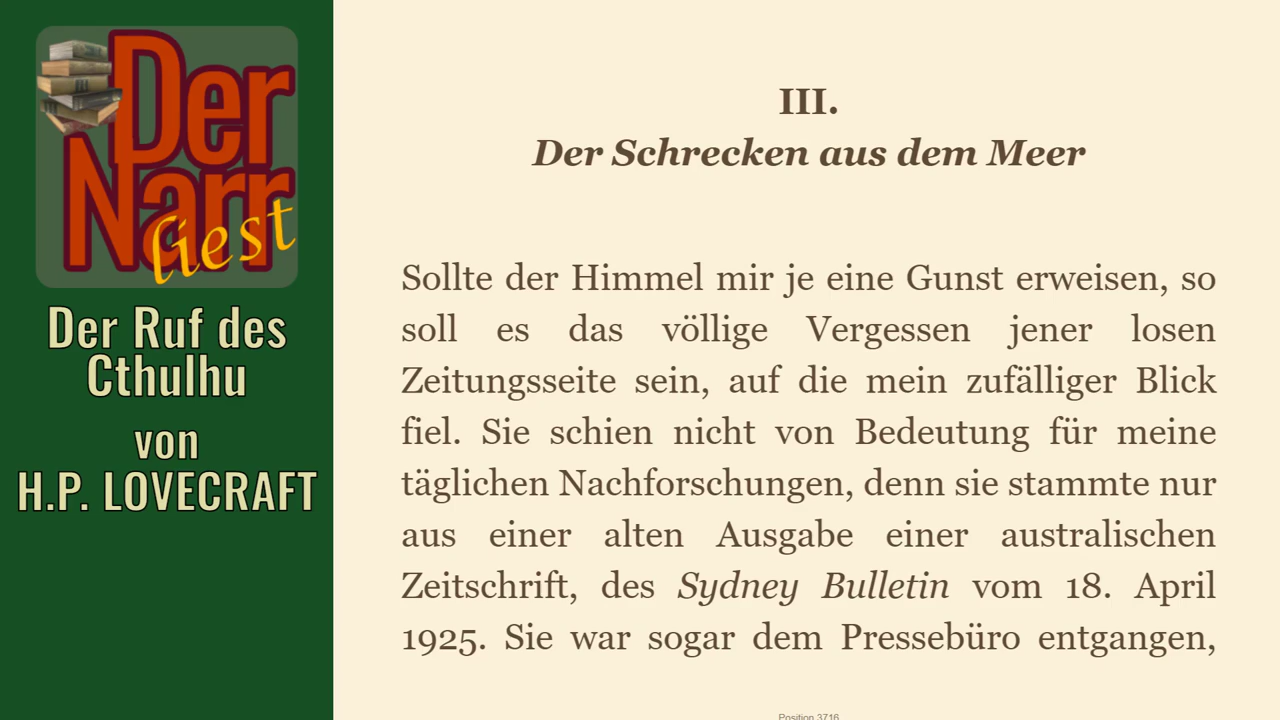 Der
Narr
liest
Der Ruf des
Cthulhu
von
H.P. LOVECRAFT
III.
Der Schrecken aus dem Meer
Sollte der Himmel mir je eine Gunst erweisen, so
soll es das völlige Vergessen jener losen
Zeitungsseite sein, auf die mein zufälliger Blick
fiel. Sie schien nicht von Bedeutung für meine
täglichen Nachforschungen, denn sie stammte nur
aus einer alten Ausgabe einer australischen
Zeitschrift, des Sydney Bulletin vom 18. April
1925. Sie war sogar dem Pressebüro entgangen,
Position 3716